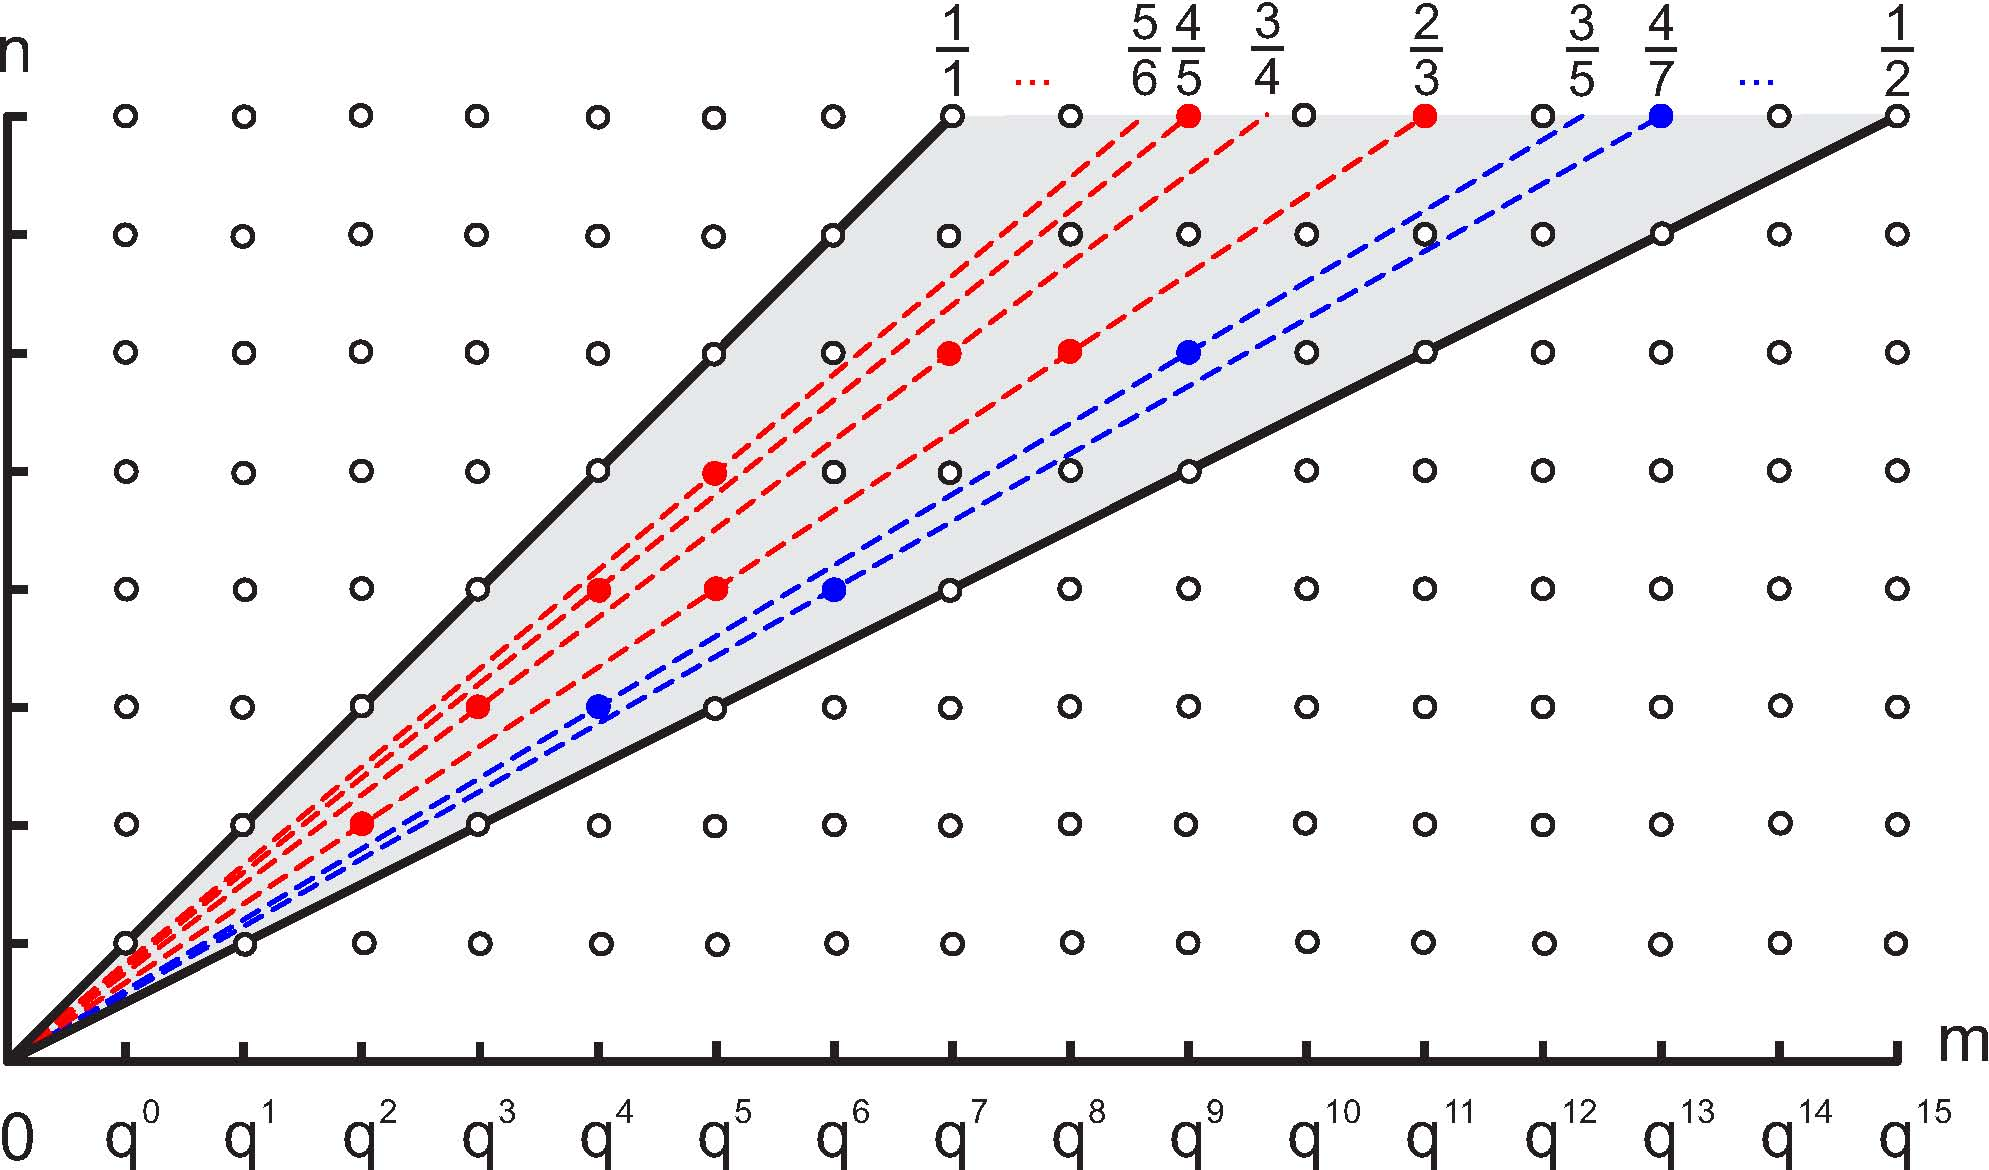 n
1/1 ... 5/6 4/5 3/4 2/3 3/5 4/7 ... 1/2
m
0 q⁰ q¹ q² q³ q⁴ q⁵ q⁶ q⁷ q⁸ q⁹ q¹⁰ q¹¹ q¹² q¹³ q¹⁴ q¹⁵